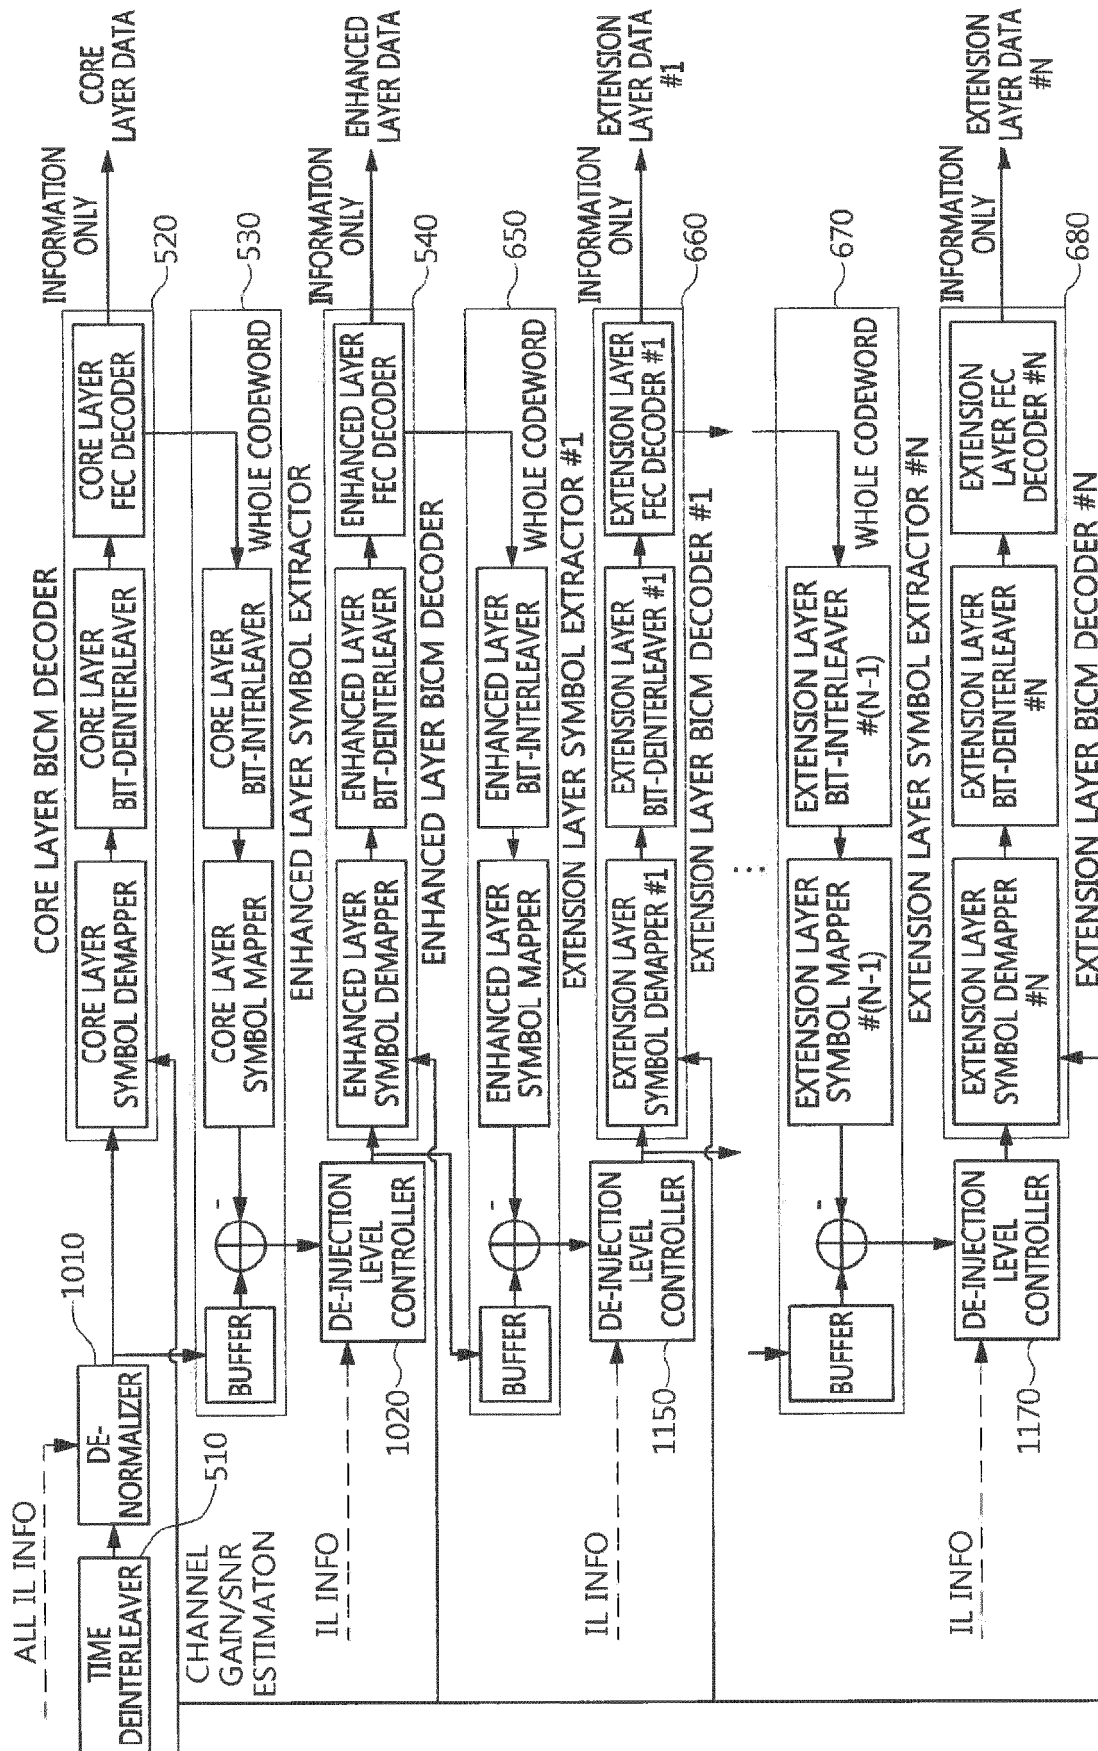 ALL IL INFO
TIME
DEINTERLEAVER
510
DE-
NORMALIZER
1010
CHANNEL
GAIN/SNR
ESTIMATON
CORE LAYER BICM DECODER
CORE LAYER
SYMBOL DEMAPPER
CORE LAYER
BIT-DEINTERLEAVER
CORE LAYER
FEC DECODER
520
INFORMATION
ONLY
CORE
LAYER DATA
BUFFER
-
CORE LAYER
SYMBOL MAPPER
CORE LAYER
BIT-INTERLEAVER
WHOLE CODEWORD
530
ENHANCED LAYER SYMBOL EXTRACTOR
IL INFO
1020
DE-INJECTION
LEVEL
CONTROLLER
ENHANCED LAYER
SYMBOL DEMAPPER
ENHANCED LAYER
BIT-DEINTERLEAVER
ENHANCED LAYER
FEC DECODER
540
INFORMATION
ONLY
ENHANCED
LAYER DATA
ENHANCED LAYER BICM DECODER
BUFFER
-
ENHANCED LAYER
SYMBOL MAPPER
ENHANCED LAYER
BIT-INTERLEAVER
WHOLE CODEWORD
650
EXTENSION LAYER SYMBOL EXTRACTOR #1
IL INFO
1150
DE-INJECTION
LEVEL
CONTROLLER
EXTENSION LAYER
SYMBOL DEMAPPER #1
EXTENSION LAYER
BIT-DEINTERLEAVER #1
EXTENSION LAYER
FEC DECODER #1
660
INFORMATION
ONLY
EXTENSION
LAYER DATA
#1
EXTENSION LAYER BICM DECODER #1
...
BUFFER
-
EXTENSION LAYER
SYMBOL MAPPER
#(N-1)
EXTENSION LAYER
BIT-INTERLEAVER
#(N-1)
WHOLE CODEWORD
670
EXTENSION LAYER SYMBOL EXTRACTOR #N
IL INFO
1170
DE-INJECTION
LEVEL
CONTROLLER
EXTENSION LAYER
SYMBOL DEMAPPER
#N
EXTENSION LAYER
BIT-DEINTERLEAVER
#N
EXTENSION
LAYER FEC
DECODER #N
680
INFORMATION
ONLY
EXTENSION
LAYER DATA
#N
EXTENSION LAYER BICM DECODER #N